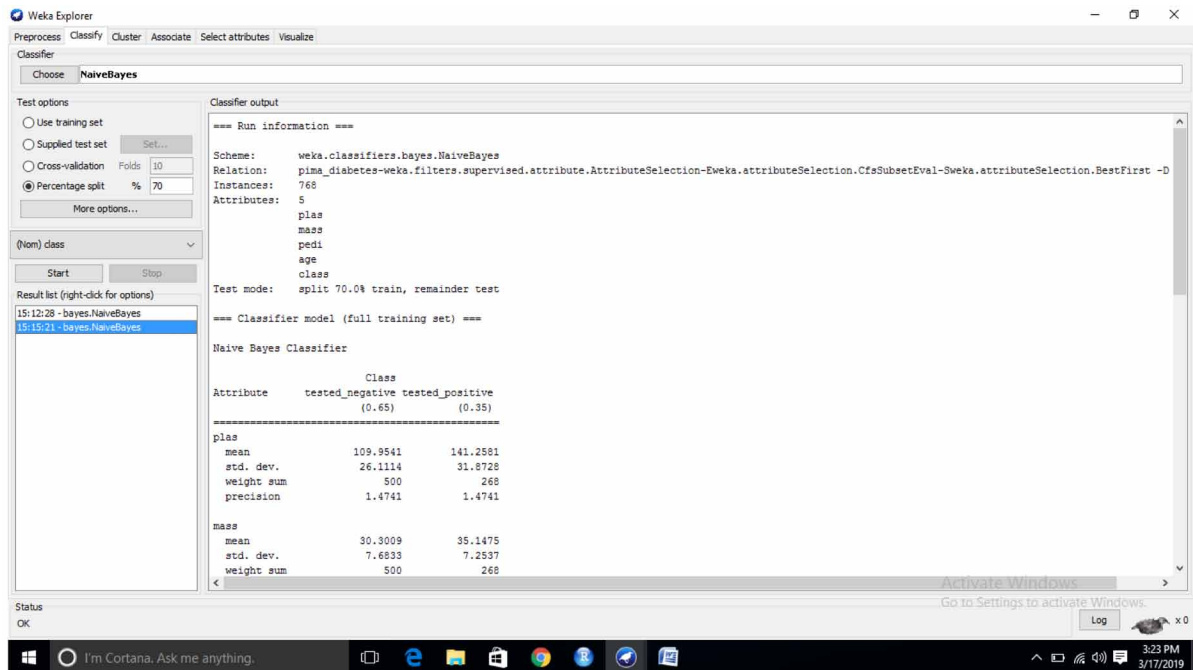 Weka Explorer
Preprocess Classify Cluster Associate Select attributes Visualize
Classifier
Choose NaiveBayes
Test options
Use training set
Supplied test set Set...
Cross-validation Folds 10
Percentage split % 70
More options...
(Nom) class
Start Stop
Result list (right-click for options)
15:12:28 - bayes.NaiveBayes
15:15:21 - bayes.NaiveBayes
Classifier output
=== Run information ===
Scheme: weka.classifiers.bayes.NaiveBayes
Relation: pima_diabetes-weka.filters.supervised.attribute.AttributeSelection-Eweka.attributeSelection.CfsSubsetEval-Sweka.attributeSelection.BestFirst -D
Instances: 768
Attributes: 5
plas
mass
pedi
age
class
Test mode: split 70.0% train, remainder test
=== Classifier model (full training set) ===
Naive Bayes Classifier
Class
Attribute tested_negative tested_positive
(0.65) (0.35)
===============================================
plas
mean 109.9541 141.2581
std. dev. 26.1114 31.8728
weight sum 500 268
precision 1.4741 1.4741
mass
mean 30.3009 35.1475
std. dev. 7.6833 7.2537
weight sum 500 268
Activate Windows
Go to Settings to activate Windows.
Status
OK
Log x 0
I'm Cortana. Ask me anything.
3:23 PM
3/17/2019